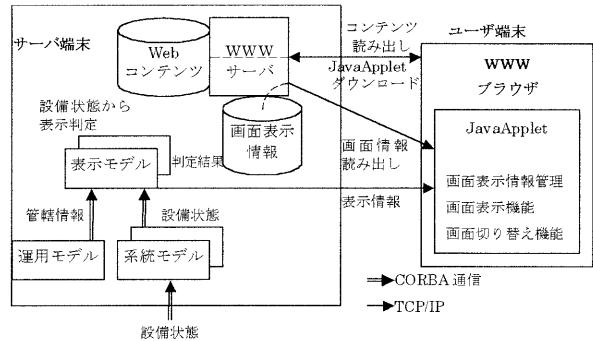 サーバ端末
Web
コンテンツ
WWW
サーバ
コンテンツ
読み出し
JavaApplet
ダウンロード
ユーザ端末
WWW
ブラウザ
設備状態から
表示判定
画面表示
情報
画面情報
読み出し
JavaApplet
表示モデル
判定結果
表示情報
画面表示情報管理
画面表示機能
画面切り替え機能
管轄情報
設備状態
運用モデル
系統モデル
設備状態
CORBA通信
TCP/IP